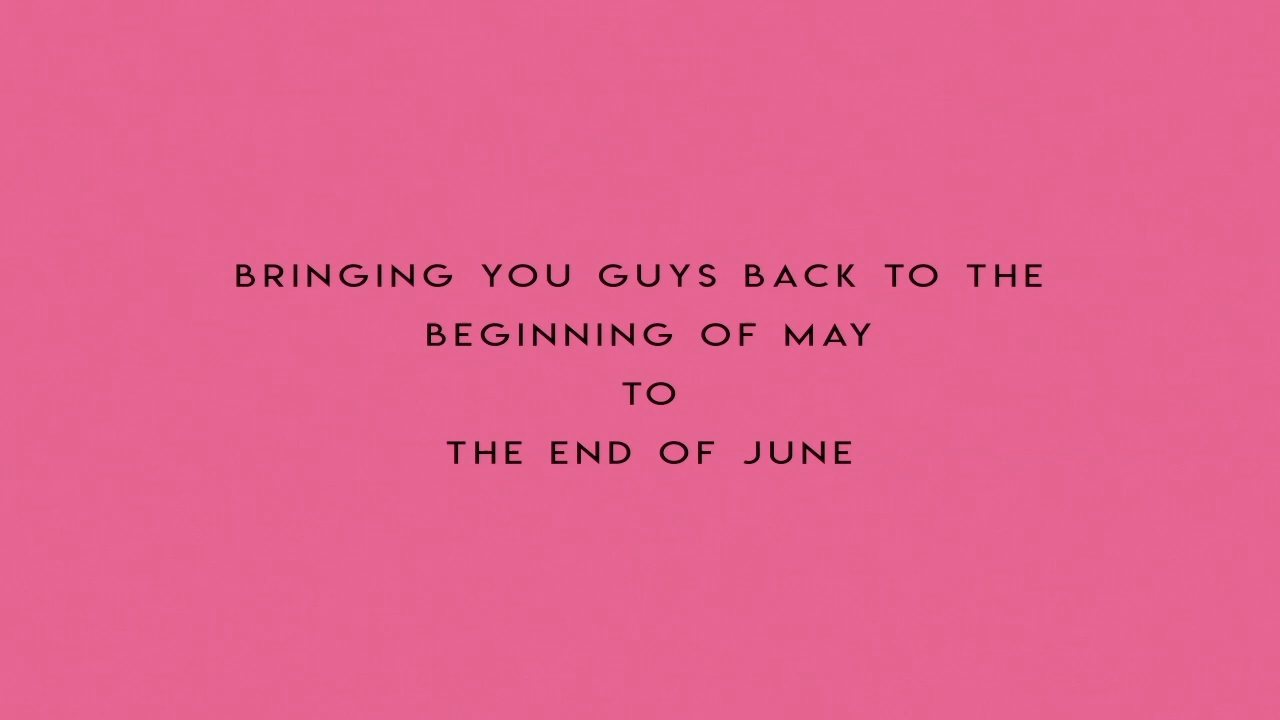 BRINGING YOU GUYS BACK TO THE
BEGINNING OF MAY
TO
THE END OF JUNE